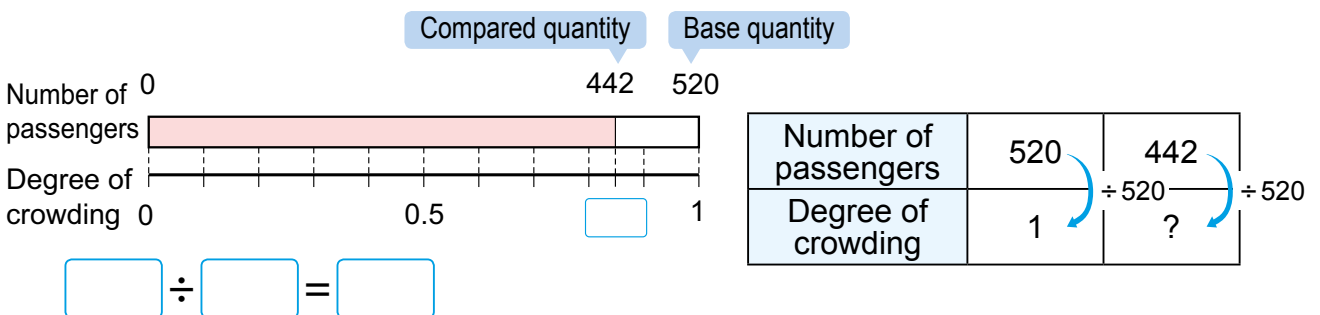 Compared quantity
Base quantity
Number of passengers
0
442
520
Degree of crowding
0
0.5
1
÷ =
Number of passengers
520
442
÷ 520
÷ 520
Degree of crowding
1
?